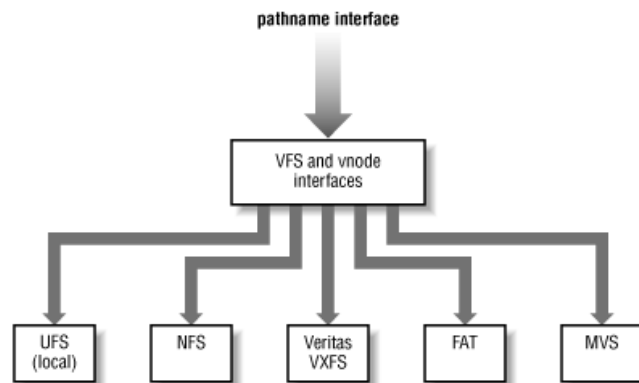 pathname interface
VFS and vnode
interfaces
UFS
(local)
NFS
Veritas
VXFS
FAT
MVS